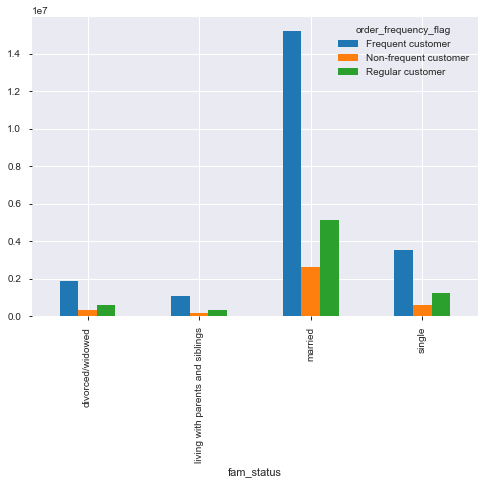 1e7
order_frequency_flag
Frequent customer
Non-frequent customer
Regular customer
1.4
1.2
1.0
0.8
0.6
0.4
0.2
0.0
divorced/widowed
living with parents and siblings
married
single
fam_status